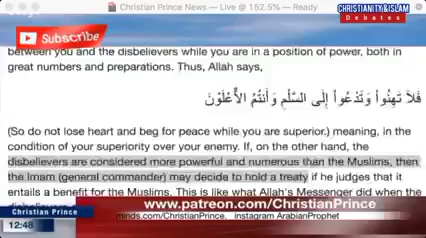 Christian Prince News — Live @ 152.5% — Ready
CHRISTIANITY&ISLAM
Debates
Subscribe
between you and the disbelievers while you are in a position of power, both in
great numbers and preparations. Thus, Allah says,
فَلاَ تَهِنُواْ وَتَدْعُواْ إِلَى السَّلْمِ وَأَنتُمُ الاٌّعْلَوْنَ
(So do not lose heart and beg for peace while you are superior.) meaning, in the
condition of your superiority over your enemy. If, on the other hand, the
disbelievers are considered more powerful and numerous than the Muslims, then
the Imam (general commander) may decide to hold a treaty if he judges that it
entails a benefit for the Muslims. This is like what Allah's Messenger did when the
Christian Prince
www.patreon.com/ChristianPrince
12:48
minds.com/ChristianPrince. instagram ArabianProphet